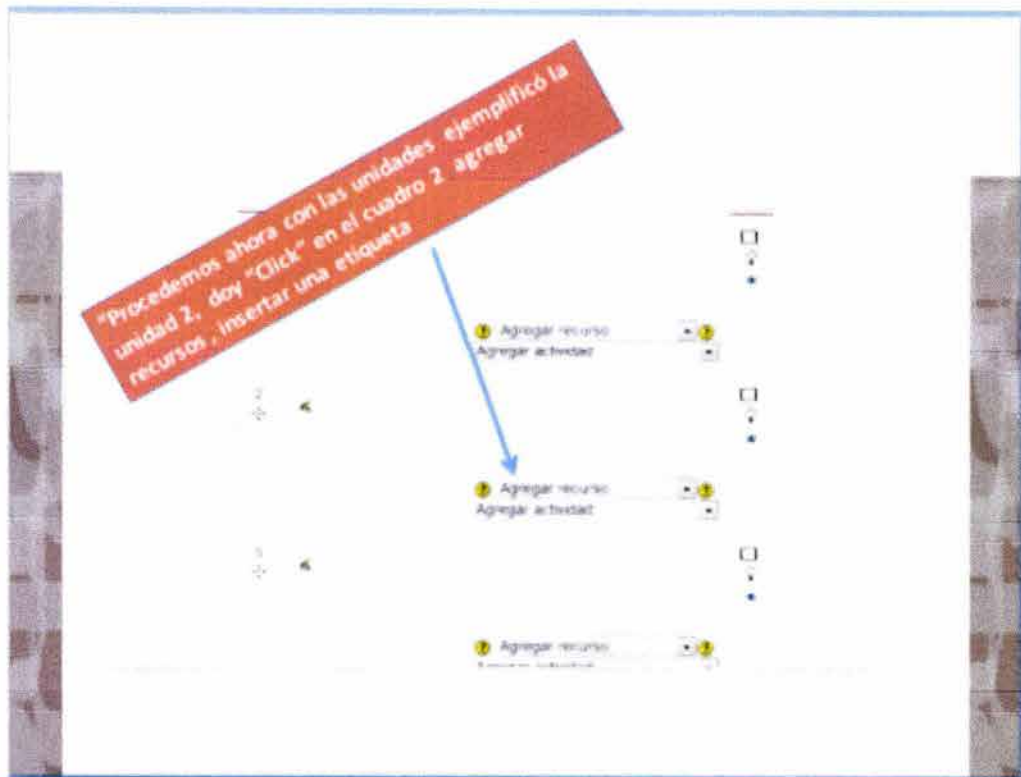 "Procedemos ahora con las unidades ejemplificó la
unidad 2, doy "Click" en el cuadro 2 agregar
recursos , insertar una etiqueta
Agregar recurso
Agregar actividad
2
Agregar recurso
Agregar actividad
3
Agregar recurso